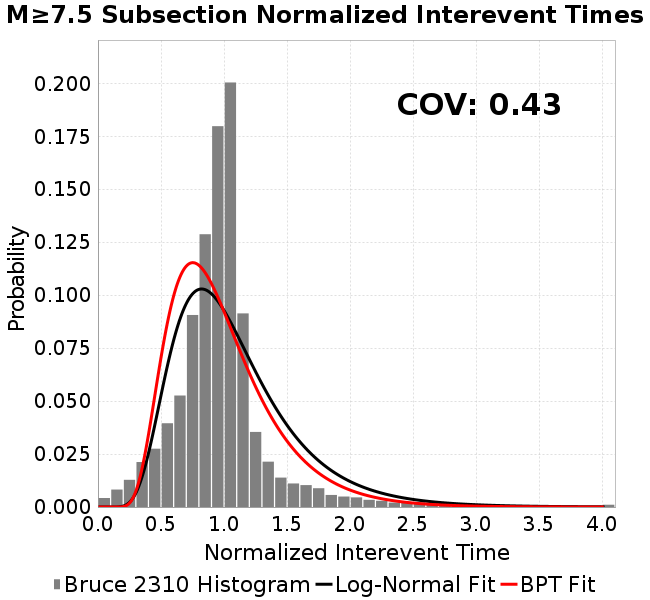 M≥7.5 Subsection Normalized Interevent Times
COV: 0.43
Probability
0.200
0.175
0.150
0.125
0.100
0.075
0.050
0.025
0.000
0.0 0.5 1.0 1.5 2.0 2.5 3.0 3.5 4.0
Normalized Interevent Time
Bruce 2310 Histogram Log-Normal Fit BPT Fit